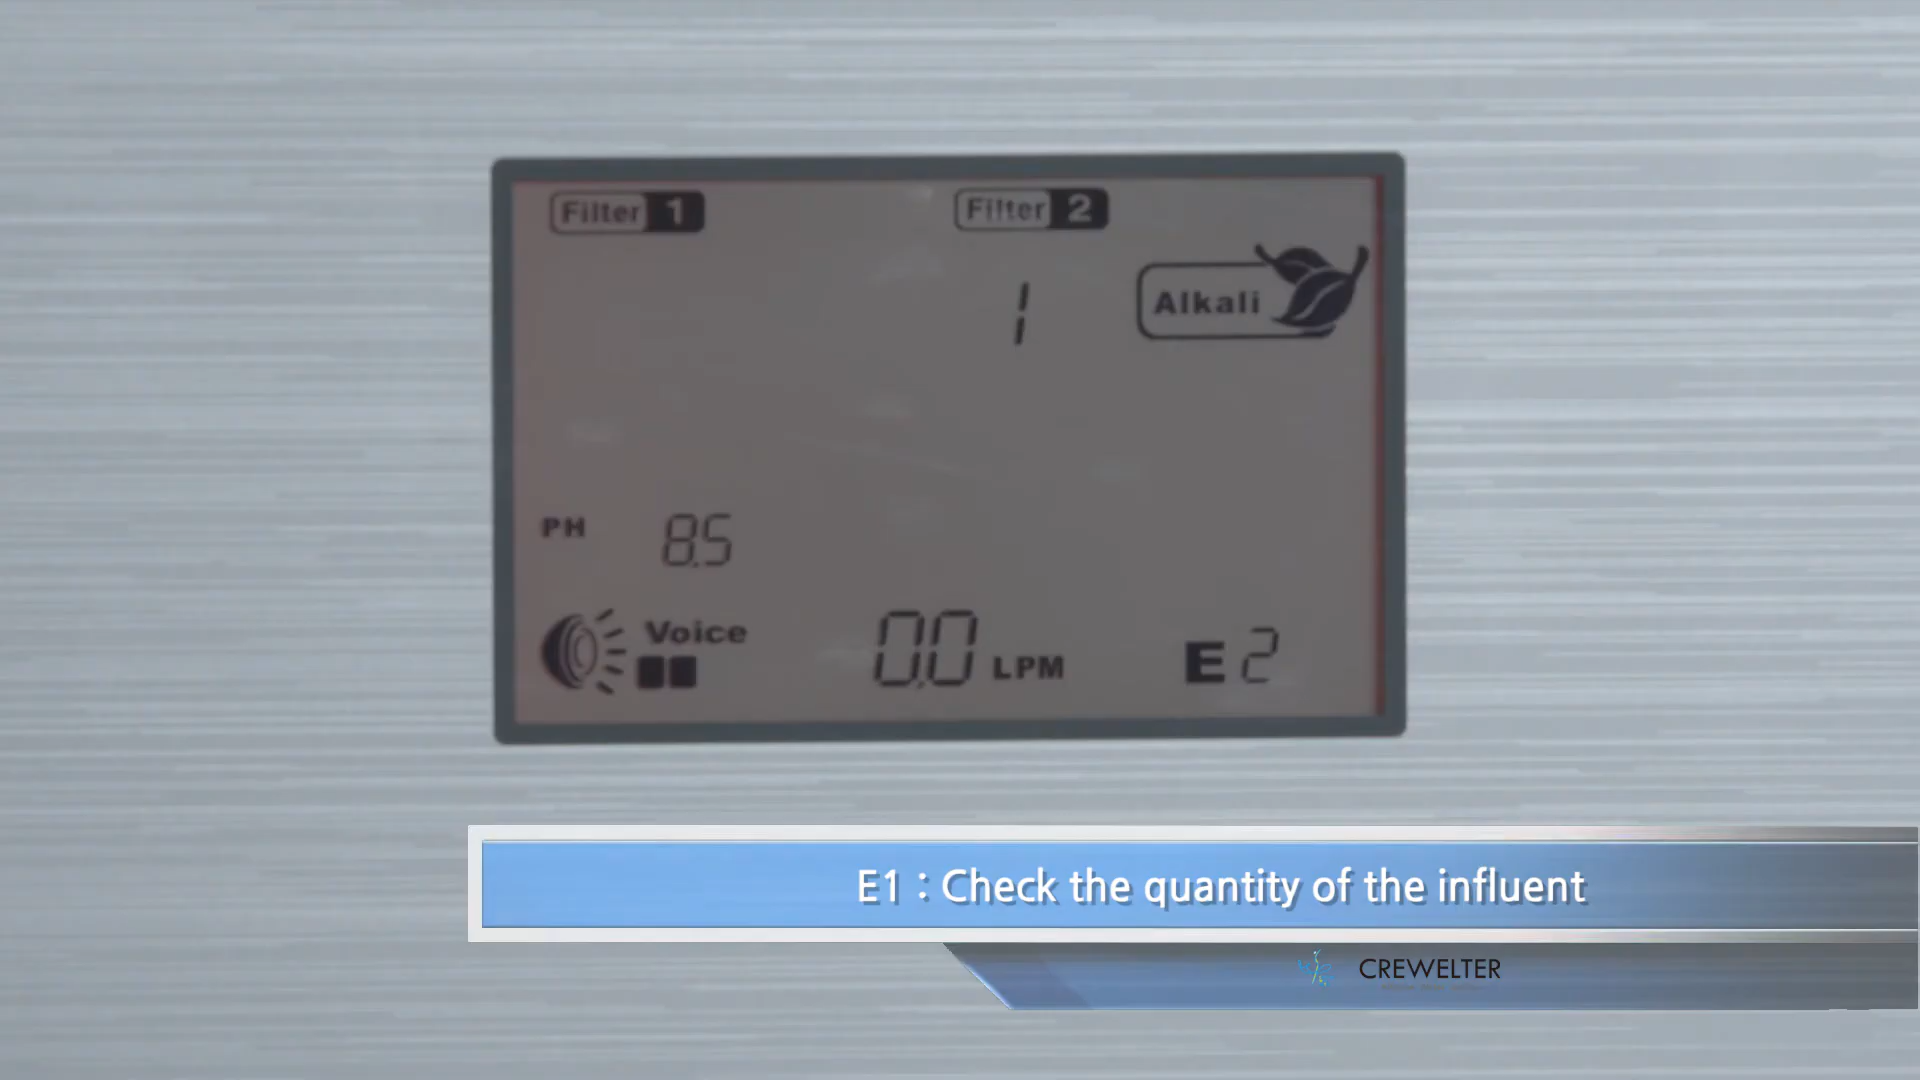 Filter 1
Filter 2
1
Alkali
PH 8.5
Voice
0.0 LPM
E 2
E1 : Check the quantity of the influent
CREWELTER